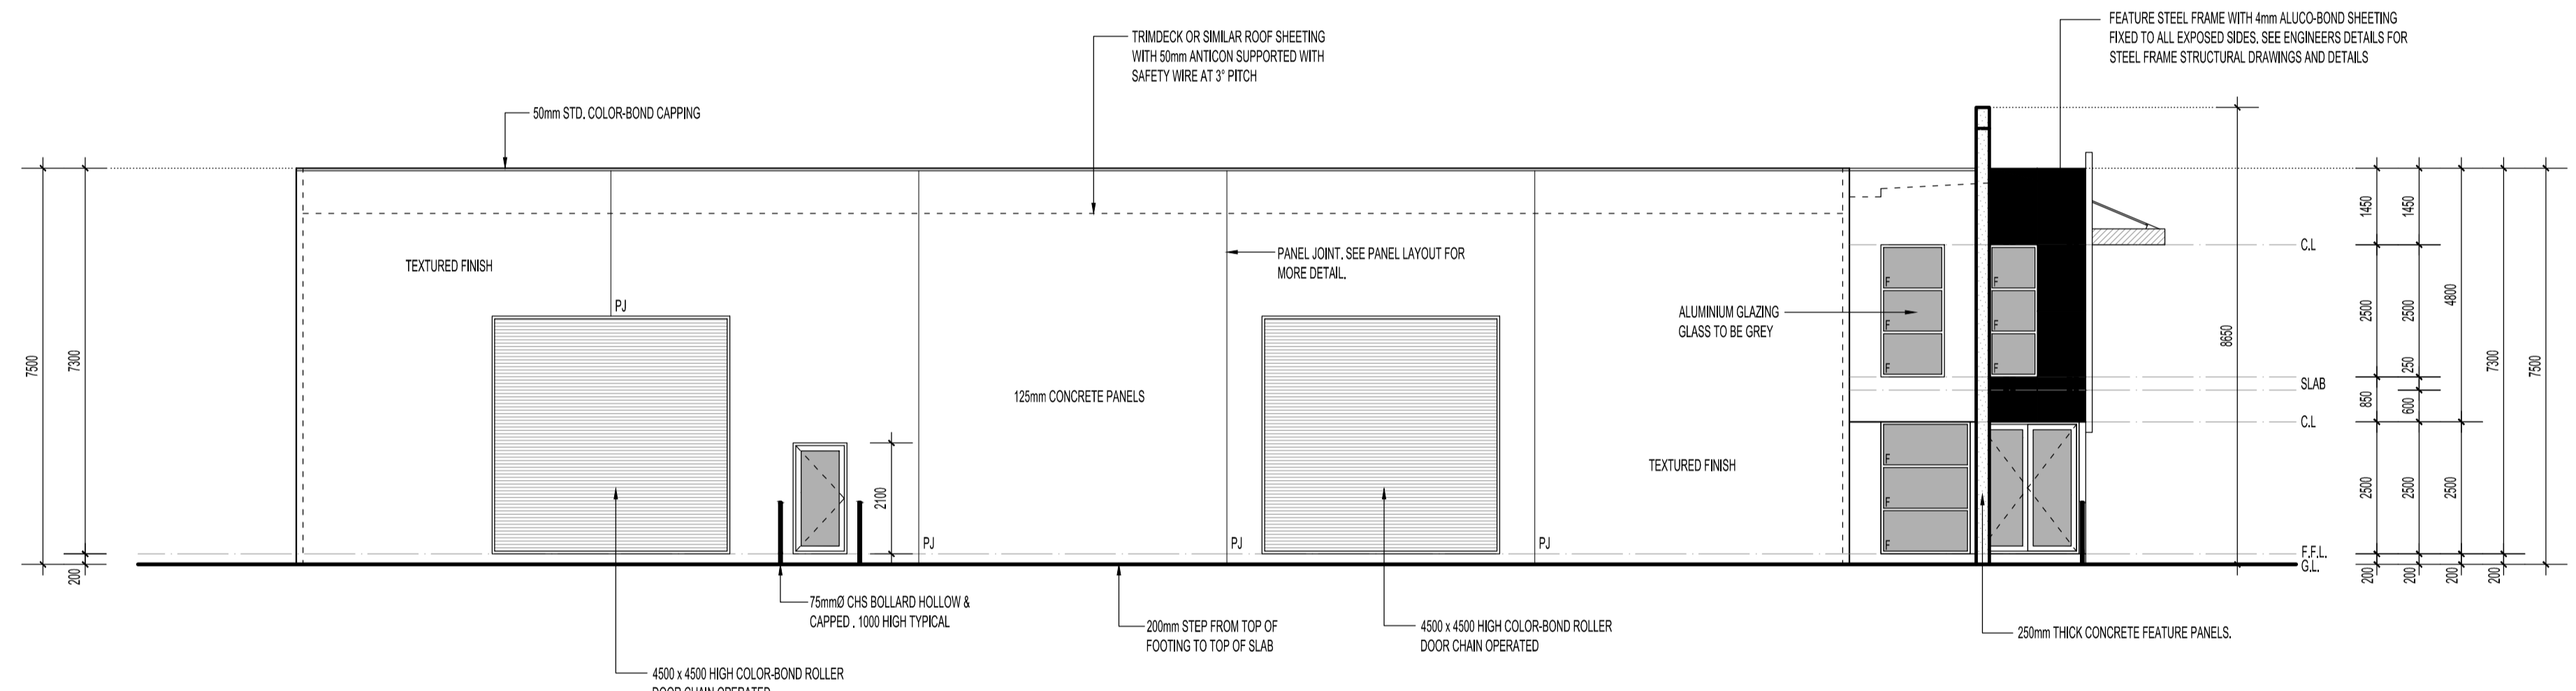 FEATURE STEEL FRAME WITH 4mm ALUCO-BOND SHEETING
FIXED TO ALL EXPOSED SIDES, SEE ENGINEERS DETAILS FOR
STEEL FRAME STRUCTURAL DRAWINGS AND DETAILS
TRIMDECK OR SIMILAR ROOF SHEETING
WITH 50mm ANTICON SUPPORTED WITH
SAFETY WIRE AT 3° PITCH
50mm STD. COLOR-BOND CAPPING
TEXTURED FINISH
PANEL JOINT. SEE PANEL LAYOUT FOR
MORE DETAIL.
PJ
ALUMINIUM GLAZING
GLASS TO BE GREY
125mm CONCRETE PANELS
TEXTURED FINISH
7500
7300
200
2100
PJ
PJ
PJ
F
F
F
F
F
F
F
F
F
8650
C.L
SLAB
C.L
F.F.L.
G.L.
1450
2500
850
2500
200
1450
2500
250
600
2500
200
4800
2500
200
7300
200
7500
75mmØ CHS BOLLARD HOLLOW &
CAPPED . 1000 HIGH TYPICAL
200mm STEP FROM TOP OF
FOOTING TO TOP OF SLAB
4500 x 4500 HIGH COLOR-BOND ROLLER
DOOR CHAIN OPERATED
250mm THICK CONCRETE FEATURE PANELS.
4500 x 4500 HIGH COLOR-BOND ROLLER
DOOR CHAIN OPERATED